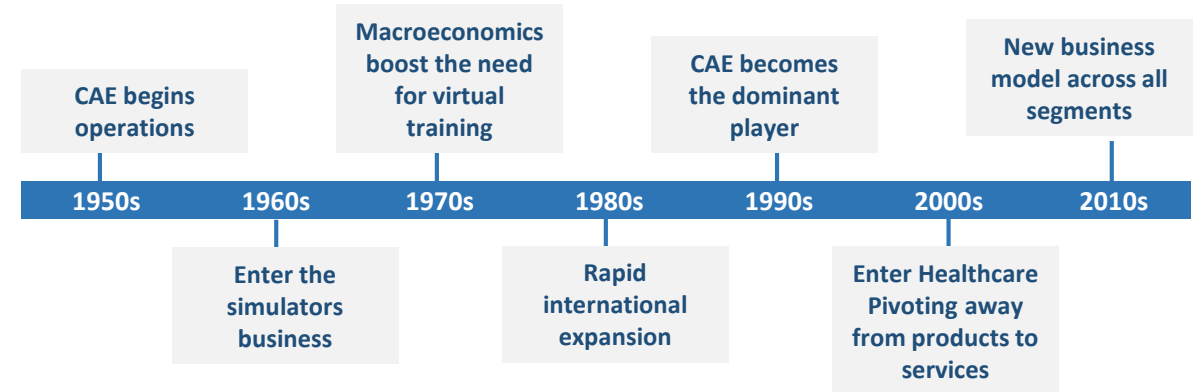 Macroeconomics
boost the need
for virtual
training
CAE begins
operations
CAE becomes
the dominant
player
New business
model across all
segments
1950s 1960s 1970s 1980s 1990s 2000s 2010s
Enter the
simulators
business
Rapid
international
expansion
Enter Healthcare
Pivoting away
from products to
services